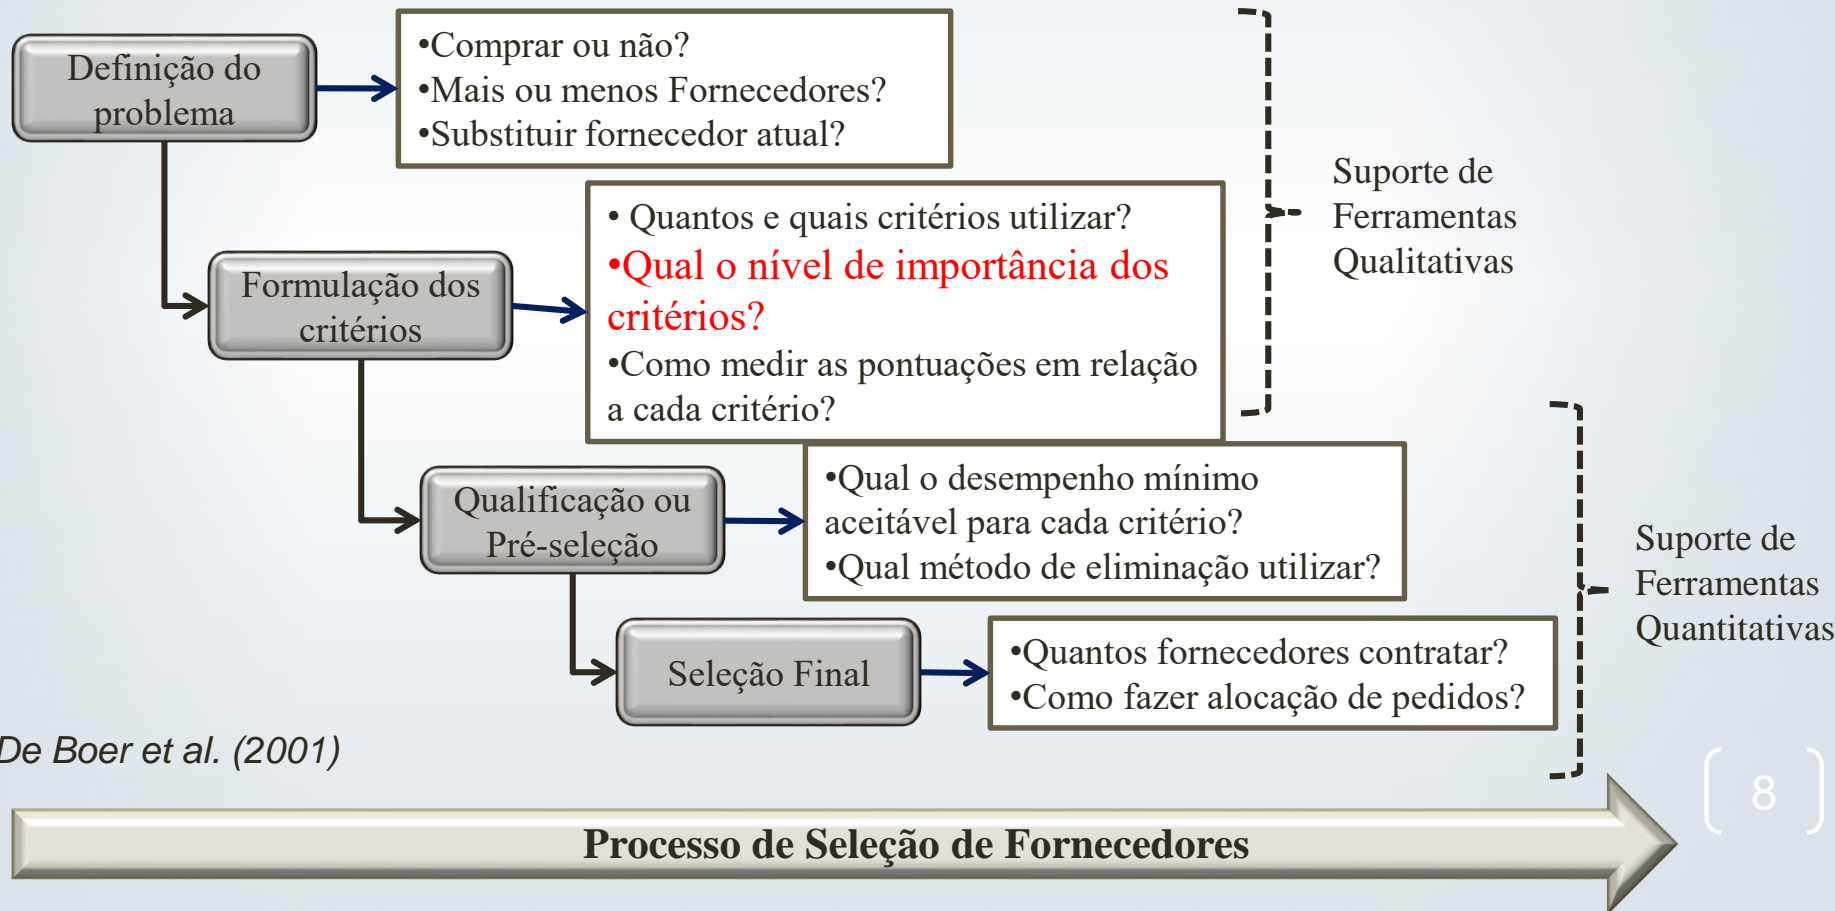 Definição do
problema
•Comprar ou não?
•Mais ou menos Fornecedores?
•Substituir fornecedor atual?
Suporte de
Ferramentas
Qualitativas
Formulação dos
critérios
• Quantos e quais critérios utilizar?
•Qual o nível de importância dos
critérios?
•Como medir as pontuações em relação
a cada critério?
Qualificação ou
Pré-seleção
•Qual o desempenho mínimo
aceitável para cada critério?
•Qual método de eliminação utilizar?
Suporte de
Ferramentas
Quantitativas
Seleção Final
•Quantos fornecedores contratar?
•Como fazer alocação de pedidos?
De Boer et al. (2001)
8
Processo de Seleção de Fornecedores